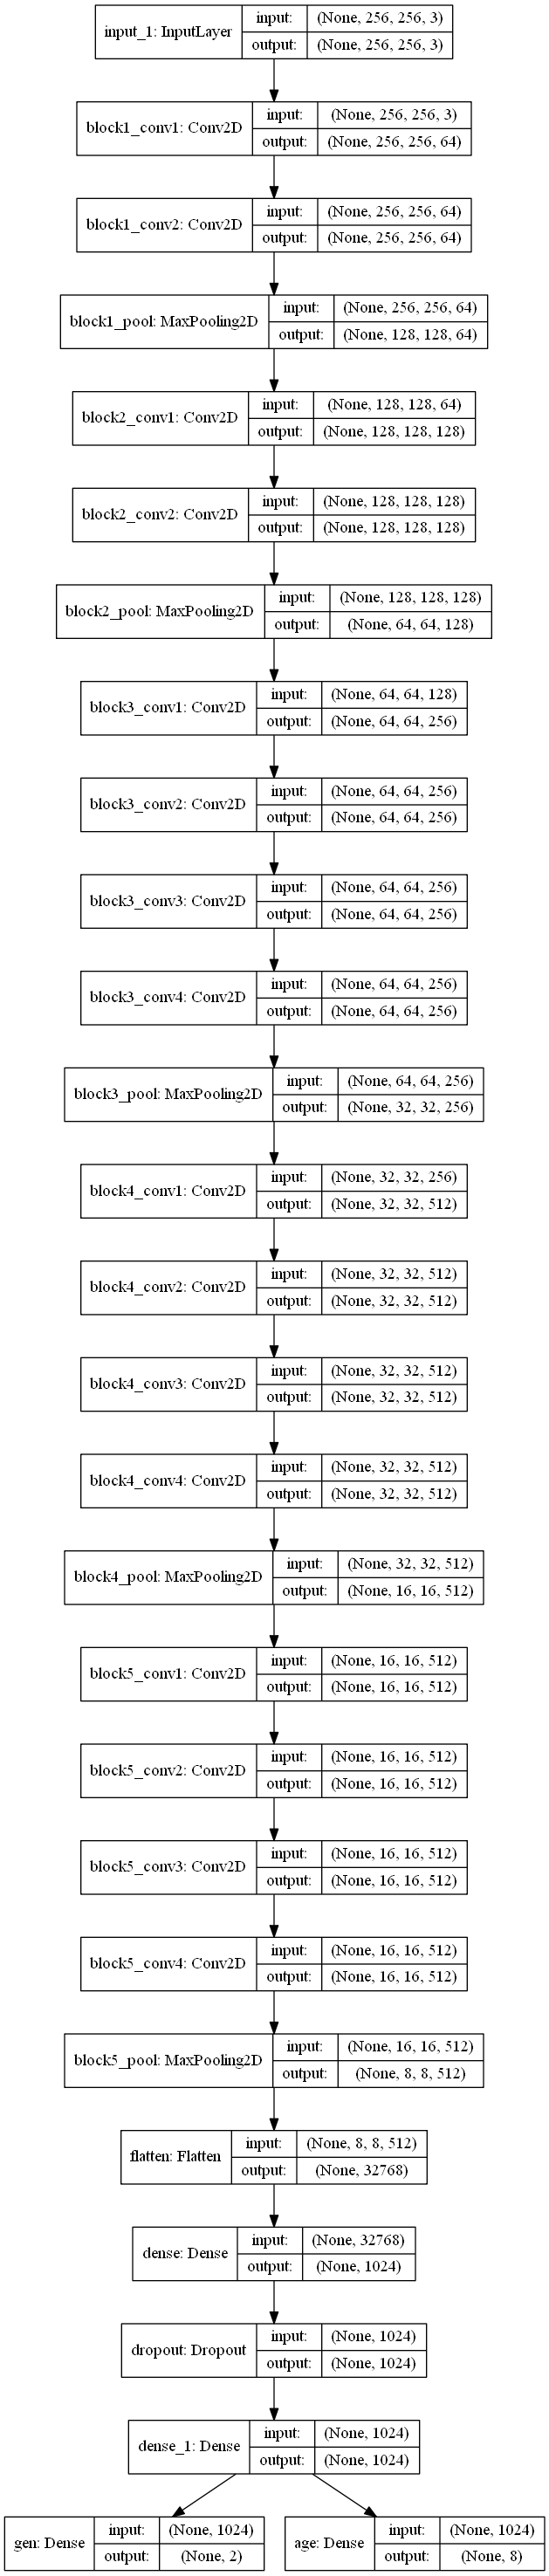 input_1: InputLayer
input: (None, 256, 256, 3)
output: (None, 256, 256, 3)
block1_conv1: Conv2D
input: (None, 256, 256, 3)
output: (None, 256, 256, 64)
block1_conv2: Conv2D
input: (None, 256, 256, 64)
output: (None, 256, 256, 64)
block1_pool: MaxPooling2D
input: (None, 256, 256, 64)
output: (None, 128, 128, 64)
block2_conv1: Conv2D
input: (None, 128, 128, 64)
output: (None, 128, 128, 128)
block2_conv2: Conv2D
input: (None, 128, 128, 128)
output: (None, 128, 128, 128)
block2_pool: MaxPooling2D
input: (None, 128, 128, 128)
output: (None, 64, 64, 128)
block3_conv1: Conv2D
input: (None, 64, 64, 128)
output: (None, 64, 64, 256)
block3_conv2: Conv2D
input: (None, 64, 64, 256)
output: (None, 64, 64, 256)
block3_conv3: Conv2D
input: (None, 64, 64, 256)
output: (None, 64, 64, 256)
block3_conv4: Conv2D
input: (None, 64, 64, 256)
output: (None, 64, 64, 256)
block3_pool: MaxPooling2D
input: (None, 64, 64, 256)
output: (None, 32, 32, 256)
block4_conv1: Conv2D
input: (None, 32, 32, 256)
output: (None, 32, 32, 512)
block4_conv2: Conv2D
input: (None, 32, 32, 512)
output: (None, 32, 32, 512)
block4_conv3: Conv2D
input: (None, 32, 32, 512)
output: (None, 32, 32, 512)
block4_conv4: Conv2D
input: (None, 32, 32, 512)
output: (None, 32, 32, 512)
block4_pool: MaxPooling2D
input: (None, 32, 32, 512)
output: (None, 16, 16, 512)
block5_conv1: Conv2D
input: (None, 16, 16, 512)
output: (None, 16, 16, 512)
block5_conv2: Conv2D
input: (None, 16, 16, 512)
output: (None, 16, 16, 512)
block5_conv3: Conv2D
input: (None, 16, 16, 512)
output: (None, 16, 16, 512)
block5_conv4: Conv2D
input: (None, 16, 16, 512)
output: (None, 16, 16, 512)
block5_pool: MaxPooling2D
input: (None, 16, 16, 512)
output: (None, 8, 8, 512)
flatten: Flatten
input: (None, 8, 8, 512)
output: (None, 32768)
dense: Dense
input: (None, 32768)
output: (None, 1024)
dropout: Dropout
input: (None, 1024)
output: (None, 1024)
dense_1: Dense
input: (None, 1024)
output: (None, 1024)
gen: Dense
input: (None, 1024)
output: (None, 2)
age: Dense
input: (None, 1024)
output: (None, 8)